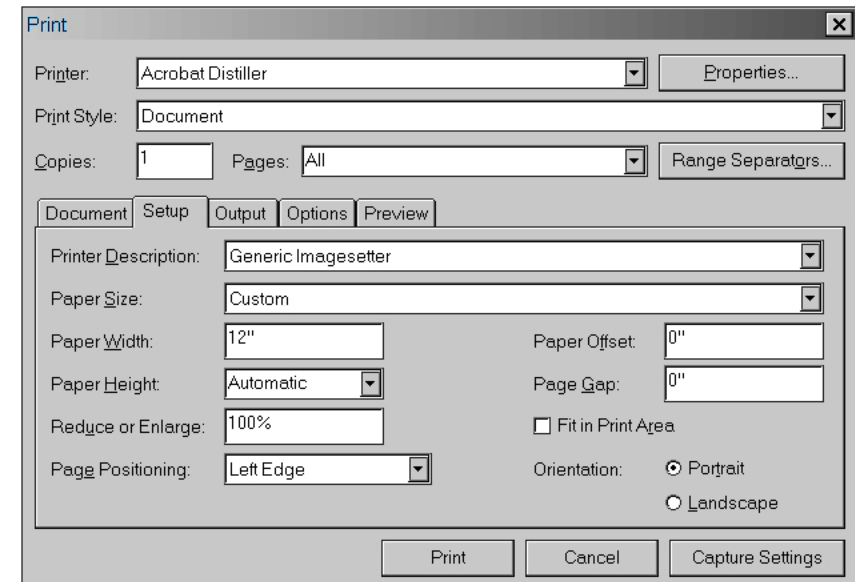 Print
Printer: Acrobat Distiller Properties...
Print Style: Document
Copies: 1 Pages: All Range Separators...
Document Setup Output Options Preview
Printer Description: Generic Imagesetter
Paper Size: Custom
Paper Width: 12" Paper Offset: 0"
Paper Height: Automatic Page Gap: 0"
Reduce or Enlarge: 100% Fit in Print Area
Page Positioning: Left Edge Orientation: Portrait
Landscape
Print Cancel Capture Settings